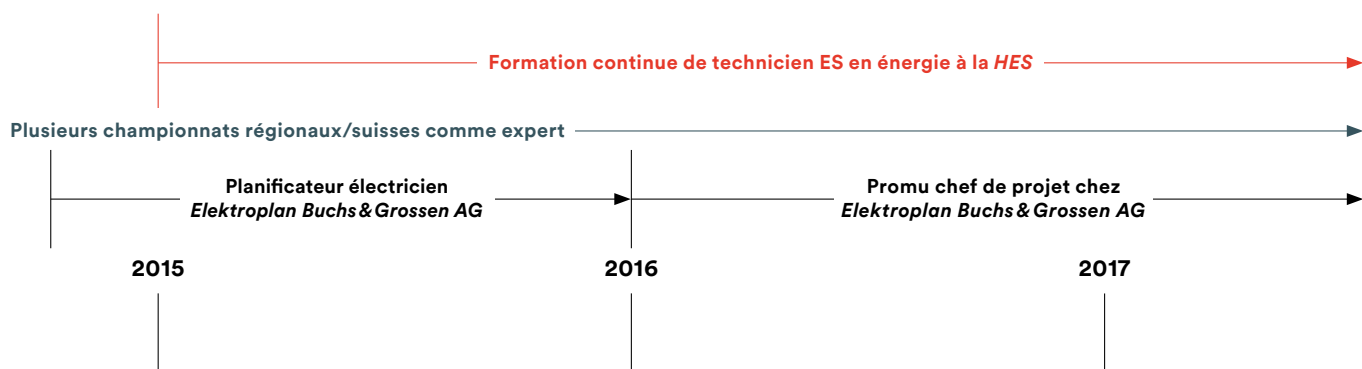 Formation continue de technicien ES en énergie à la HES
Plusieurs championnats régionaux/suisses comme expert
Planificateur électricien
Elektroplan Buchs & Grossen AG
Promu chef de projet chez
Elektroplan Buchs & Grossen AG
2015
2016
2017